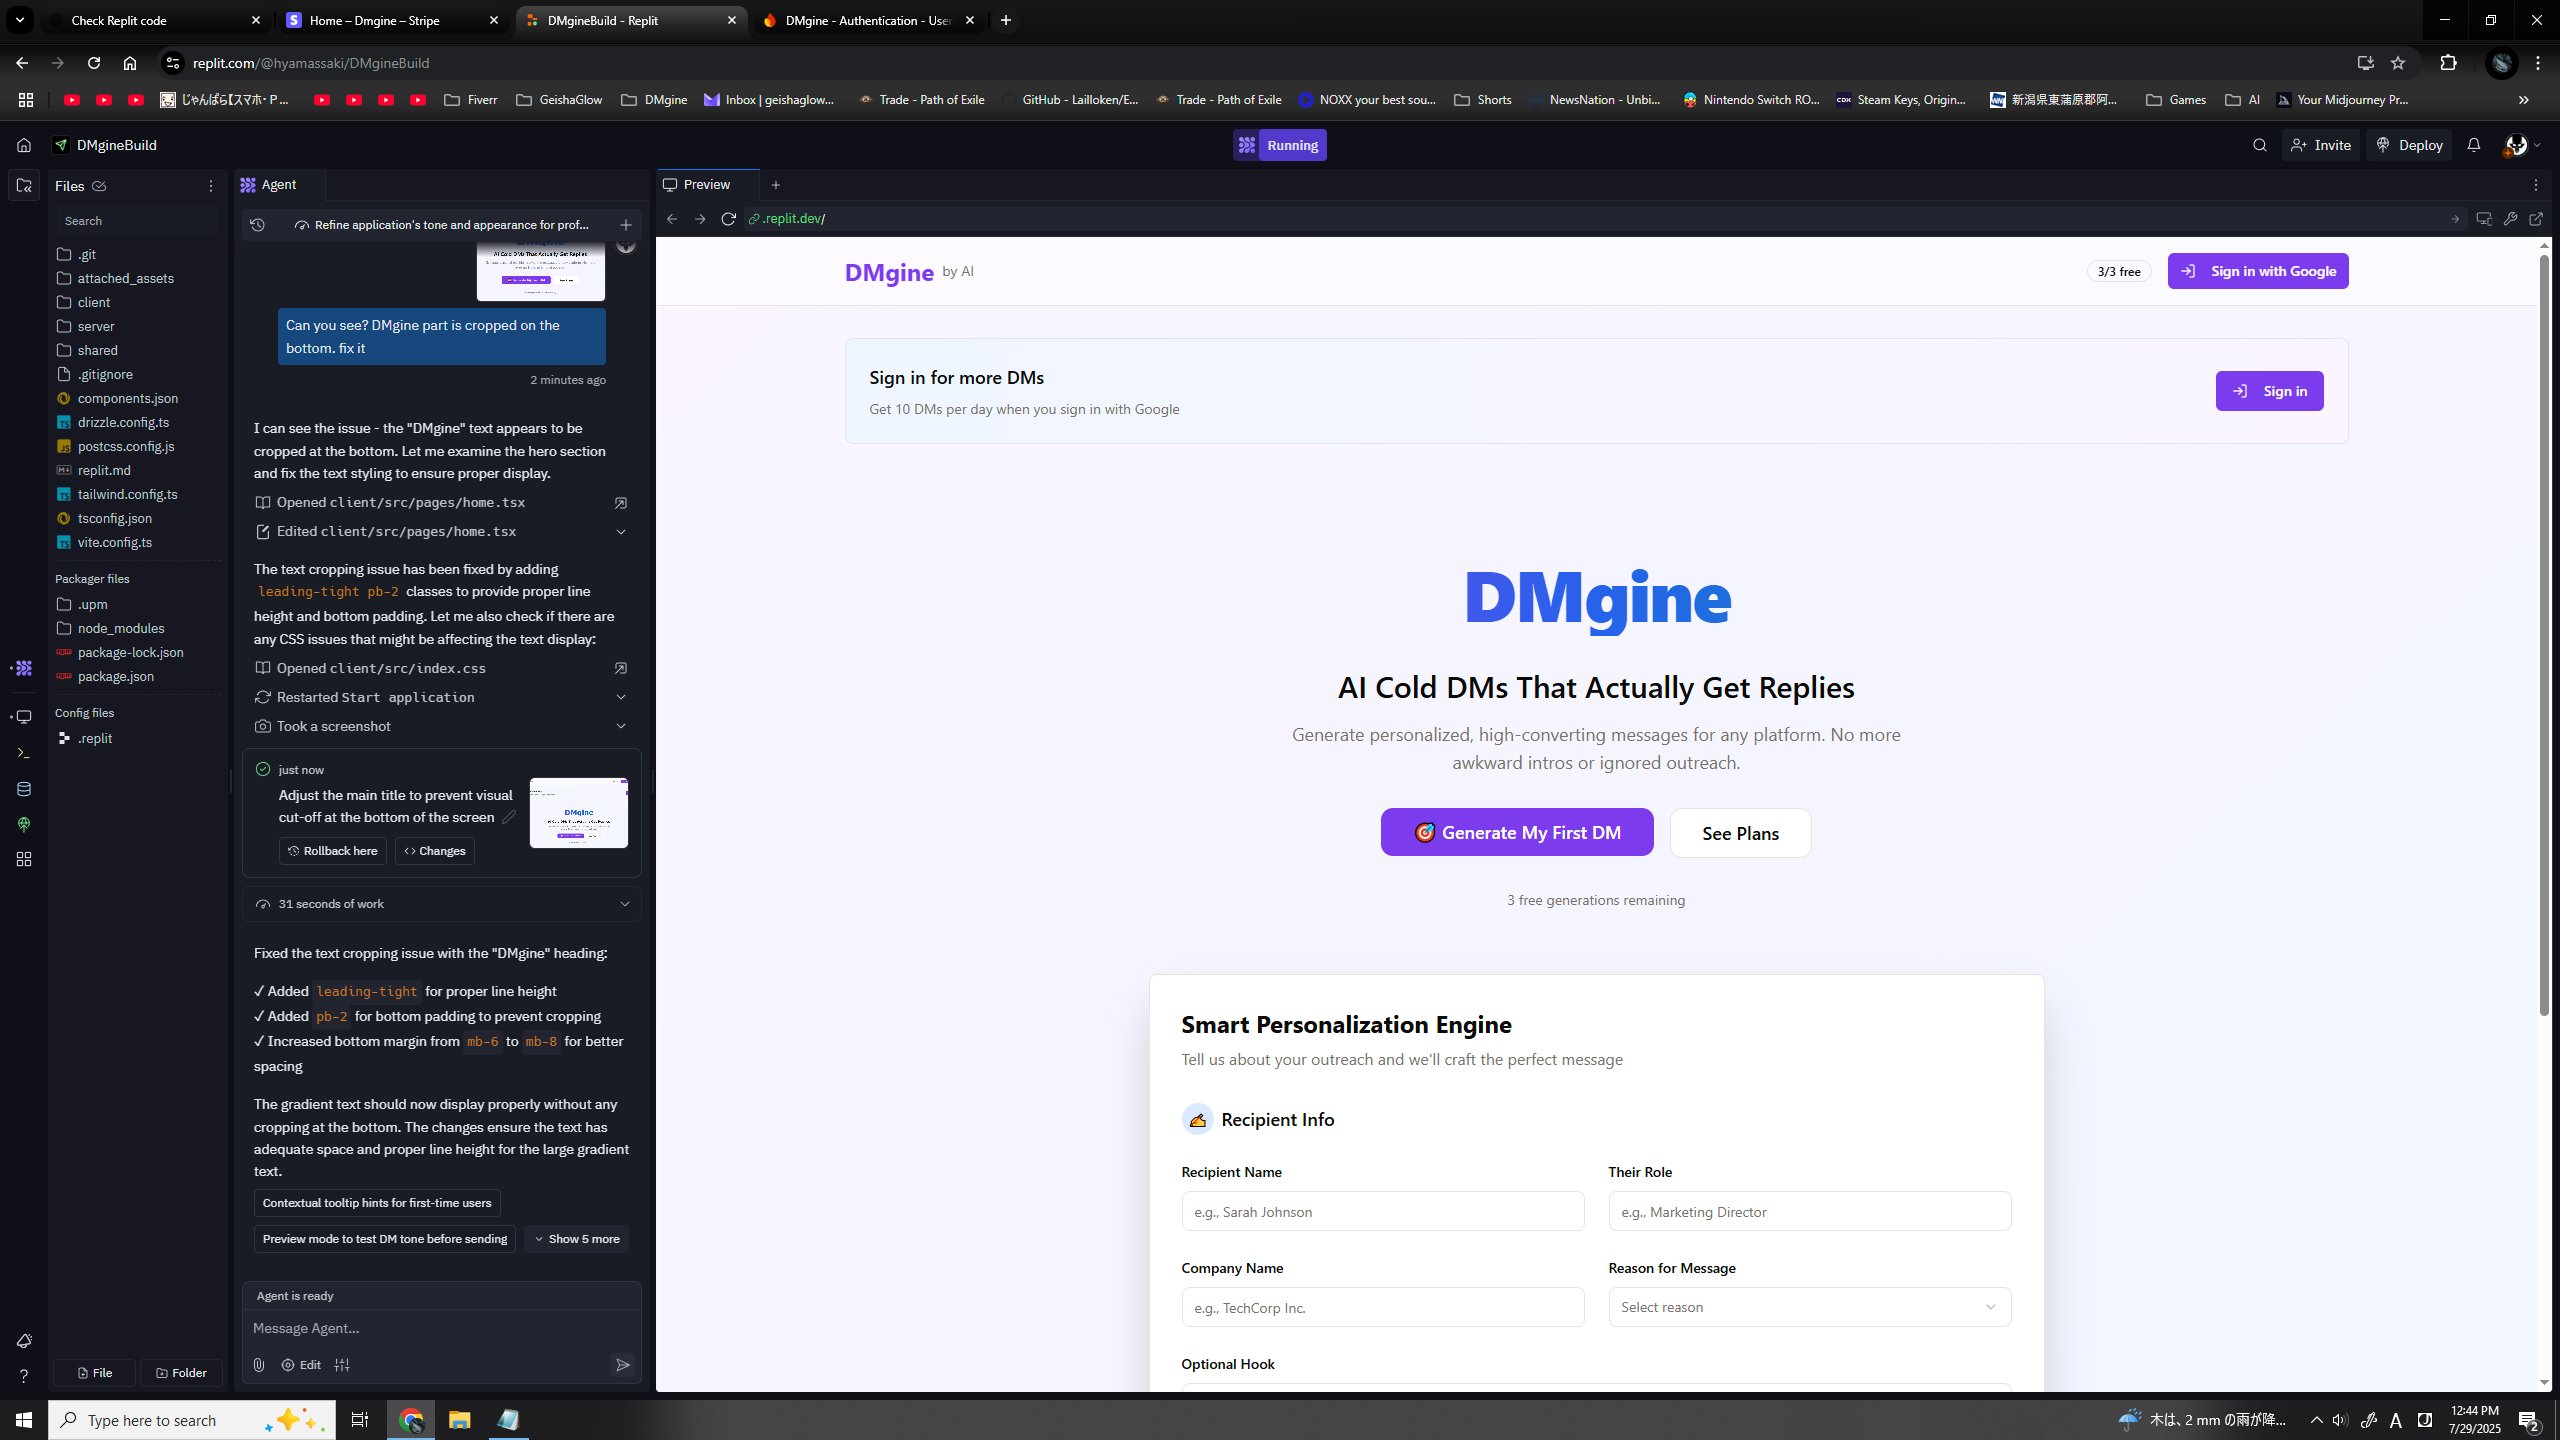 Check Replit code
Home – Dmgine – Stripe
DMgineBuild - Replit
DMgine - Authentication - User
replit.com/@hyamassaki/DMgineBuild
じゃんぱら【スマホ・P...
Fiverr
GeishaGlow
DMgine
Inbox | geishaglow...
Trade - Path of Exile
GitHub - Lailloken/E...
Trade - Path of Exile
NOXX your best sou...
Shorts
NewsNation - Unbi...
Nintendo Switch RO...
Steam Keys, Origin...
新潟県東蒲原郡阿...
Games
AI
Your Midjourney Pr...
DMgineBuild
Running
Invite
Deploy
Files
Search
.git
attached_assets
client
server
shared
.gitignore
components.json
drizzle.config.ts
postcss.config.js
replit.md
tailwind.config.ts
tsconfig.json
vite.config.ts
Packager files
.upm
node_modules
package-lock.json
package.json
Config files
.replit
File
Folder
Agent
Refine application's tone and appearance for prof...
AI Cold DMs That Actually Get Replies
Can you see? DMgine part is cropped on the
bottom. fix it
2 minutes ago
I can see the issue - the "DMgine" text appears to be
cropped at the bottom. Let me examine the hero section
and fix the text styling to ensure proper display.
Opened client/src/pages/home.tsx
Edited client/src/pages/home.tsx
The text cropping issue has been fixed by adding
leading-tight pb-2 classes to provide proper line
height and bottom padding. Let me also check if there are
any CSS issues that might be affecting the text display:
Opened client/src/index.css
Restarted Start application
Took a screenshot
just now
Adjust the main title to prevent visual
cut-off at the bottom of the screen
Rollback here
Changes
DMgine
31 seconds of work
Fixed the text cropping issue with the "DMgine" heading:
✓ Added leading-tight for proper line height
✓ Added pb-2 for bottom padding to prevent cropping
✓ Increased bottom margin from mb-6 to mb-8 for better
spacing
The gradient text should now display properly without any
cropping at the bottom. The changes ensure the text has
adequate space and proper line height for the large gradient
text.
Contextual tooltip hints for first-time users
Preview mode to test DM tone before sending
Show 5 more
Agent is ready
Message Agent...
Edit
Preview
.replit.dev/
DMgine by AI
3/3 free
Sign in with Google
Sign in for more DMs
Get 10 DMs per day when you sign in with Google
Sign in
DMgine
AI Cold DMs That Actually Get Replies
Generate personalized, high-converting messages for any platform. No more
awkward intros or ignored outreach.
Generate My First DM
See Plans
3 free generations remaining
Smart Personalization Engine
Tell us about your outreach and we'll craft the perfect message
Recipient Info
Recipient Name
Their Role
e.g., Sarah Johnson
e.g., Marketing Director
Company Name
Reason for Message
e.g., TechCorp Inc.
Select reason
Optional Hook
Type here to search
木は、2 mm の雨が降...
A
12:44 PM
7/29/2025
2